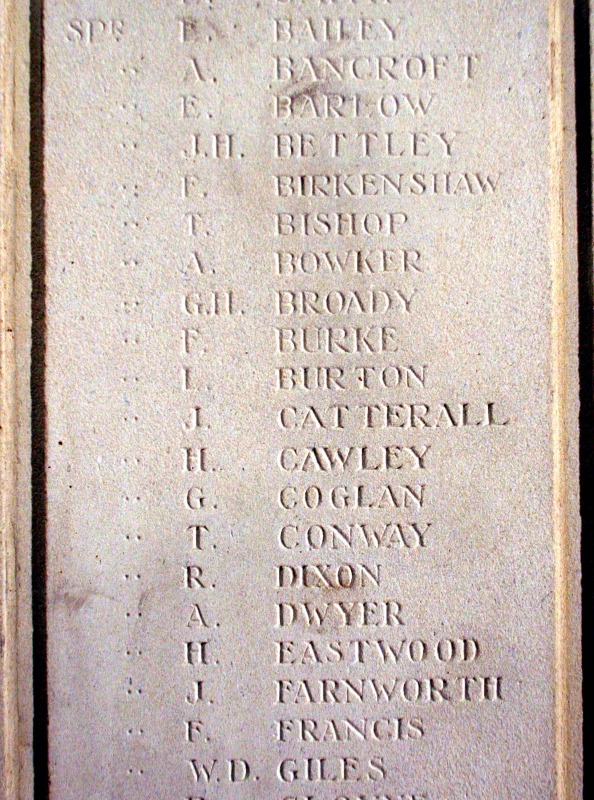 SPR E. BAILEY
" A. BANCROFT
" E. BARLOW
" J.H. BETTLEY
" F. BIRKENSHAW
" T. BISHOP
" A. BOWKER
" G.H. BROADY
" F. BURKE
" L. BURTON
" J. CATTERALL
" H. CAWLEY
" G. COGLAN
" T. CONWAY
" R. DIXON
" A. DWYER
" H. EASTWOOD
" J. FARNWORTH
" F. FRANCIS
" W.D. GILES